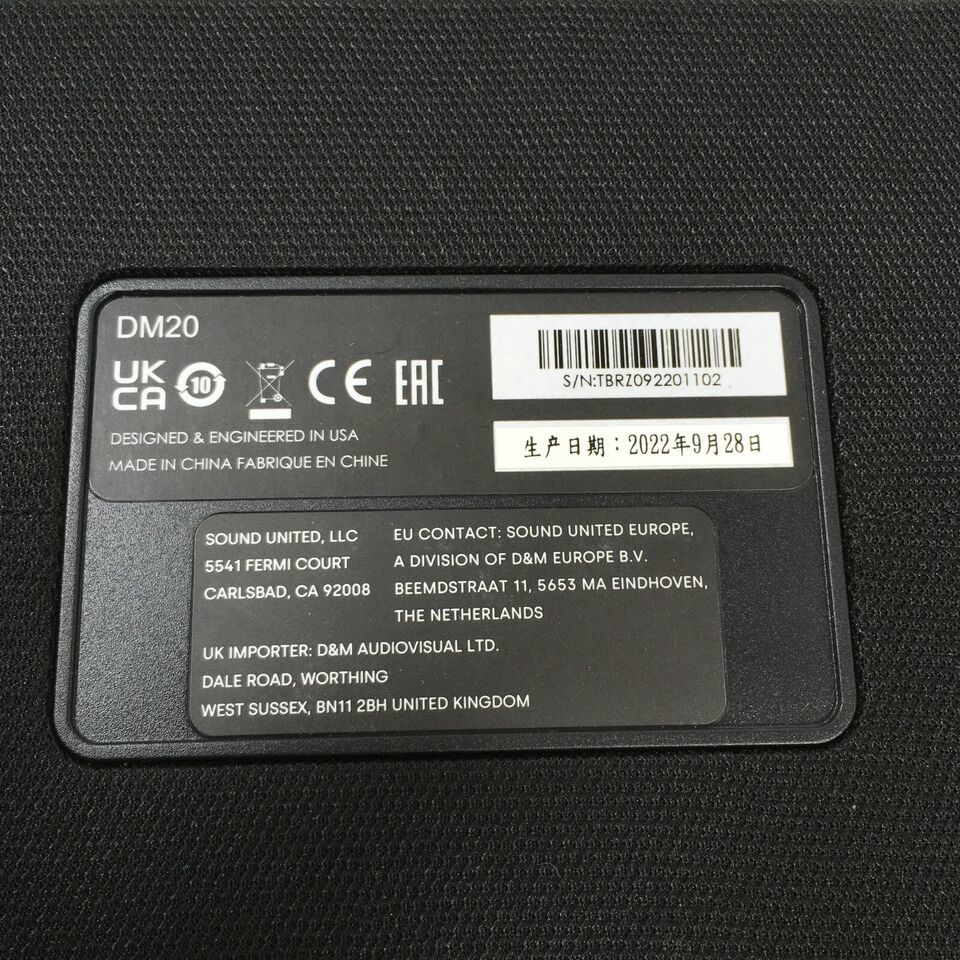 DM20
UK
CA
10
CE
EAC
DESIGNED & ENGINEERED IN USA
MADE IN CHINA FABRIQUE EN CHINE
S/N:TBRZ092201102
生产日期：2022年9月28日
SOUND UNITED, LLC
5541 FERMI COURT
CARLSBAD, CA 92008
EU CONTACT: SOUND UNITED EUROPE,
A DIVISION OF D&M EUROPE B.V.
BEEMDSTRAAT 11, 5653 MA EINDHOVEN,
THE NETHERLANDS
UK IMPORTER: D&M AUDIOVISUAL LTD.
DALE ROAD, WORTHING
WEST SUSSEX, BN11 2BH UNITED KINGDOM